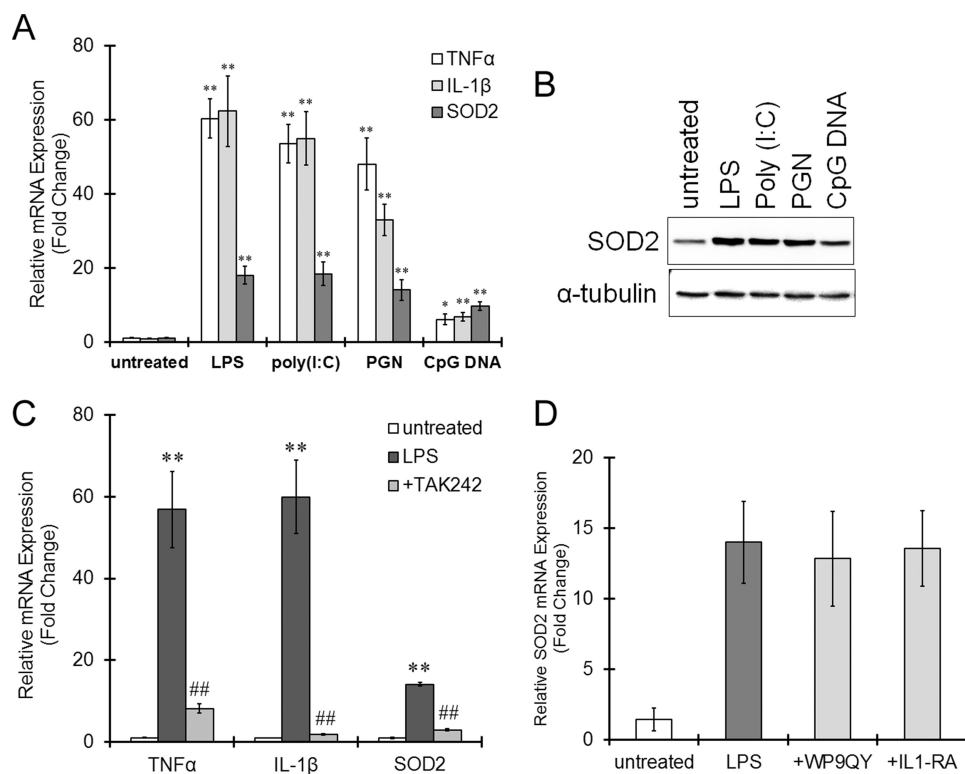 A
Relative mRNA Expression
(Fold Change)
80
60
40
20
0
TNFα
IL-1β
SOD2
** **
**
** **
**
**
**
**
* ** **
untreated LPS poly(I:C) PGN CpG DNA
B
untreated
LPS
Poly (I:C)
PGN
CpG DNA
SOD2
α-tubulin
C
Relative mRNA Expression
(Fold Change)
80
60
40
20
0
untreated
LPS
+TAK242
**
##
**
##
**
##
TNFα IL-1β SOD2
D
Relative SOD2 mRNA Expression
(Fold Change)
20
15
10
5
0
untreated LPS +WP9QY +IL1-RA